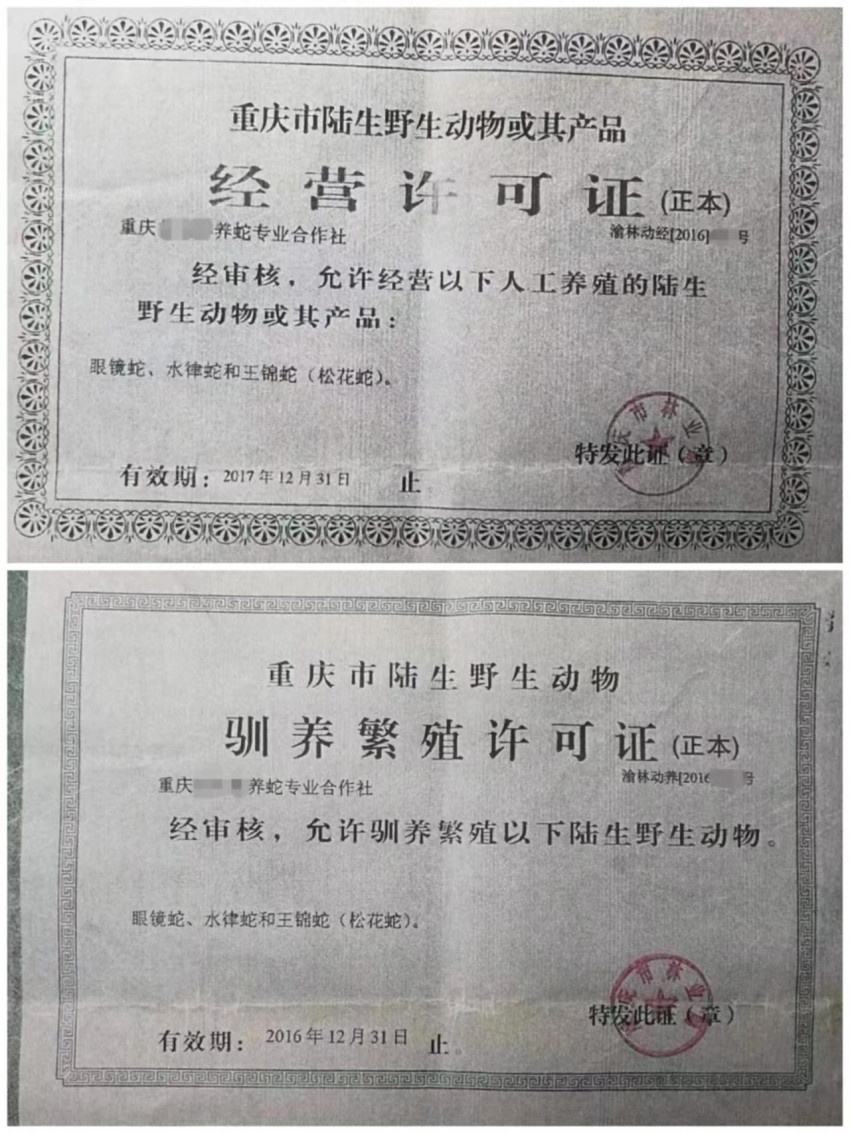 重庆市陆生野生动物或其产品
经营许可证(正本)
重庆 养蛇专业合作社 渝林动经[2016] 号
经审核，允许经营以下人工养殖的陆生
野生动物或其产品：
眼镜蛇、水律蛇和王锦蛇（松花蛇）。
庆市林业
特发此证（章）
有效期：2017年12月31日 止
重庆市陆生野生动物
驯养繁殖许可证(正本)
重庆 养蛇专业合作社 渝林动养[2016 号
经审核，允许驯养繁殖以下陆生野生动物。
眼镜蛇、水律蛇和王锦蛇（松花蛇）。
庆市林业
特发此证（章）
有效期：2016年12月31日 止。